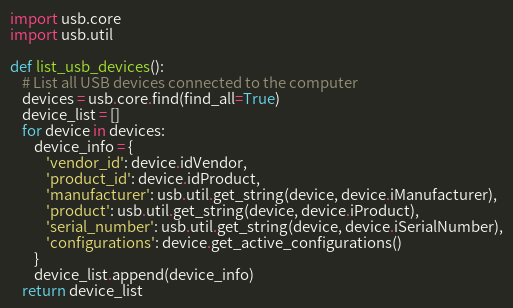 import usb.core
import usb.util

def list_usb_devices():
    # List all USB devices connected to the computer
    devices = usb.core.find(find_all=True)
    device_list = []
    for device in devices:
        device_info = {
            'vendor_id': device.idVendor,
            'product_id': device.idProduct,
            'manufacturer': usb.util.get_string(device, device.iManufacturer),
            'product': usb.util.get_string(device, device.iProduct),
            'serial_number': usb.util.get_string(device, device.iSerialNumber),
            'configurations': device.get_active_configurations()
        }
        device_list.append(device_info)
    return device_list